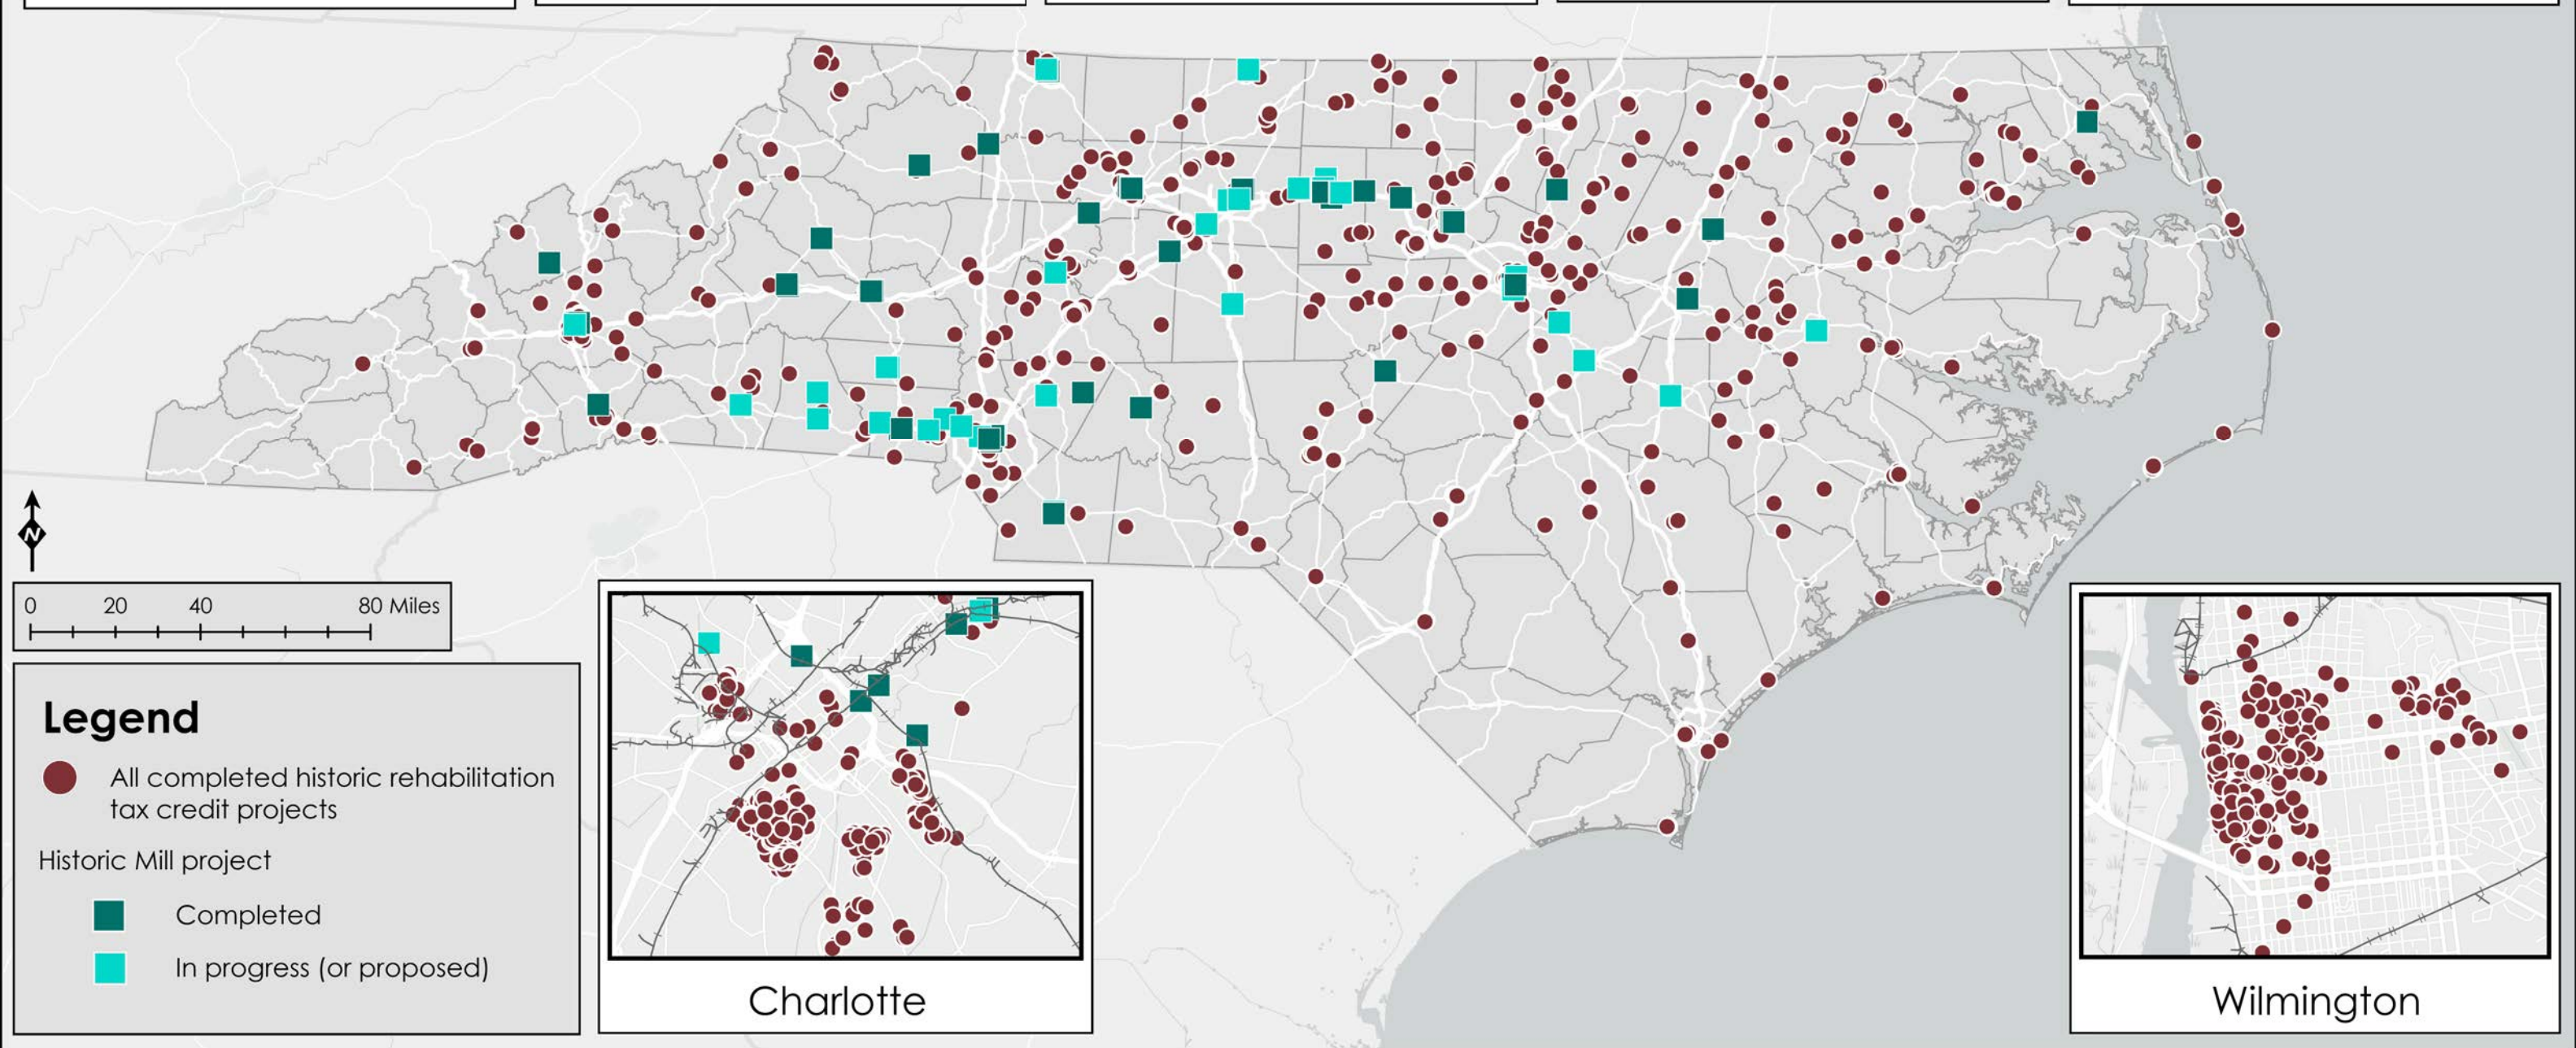 N
0 20 40 80 Miles
Legend
All completed historic rehabilitation
tax credit projects
Historic Mill project
Completed
In progress (or proposed)
Charlotte
Wilmington